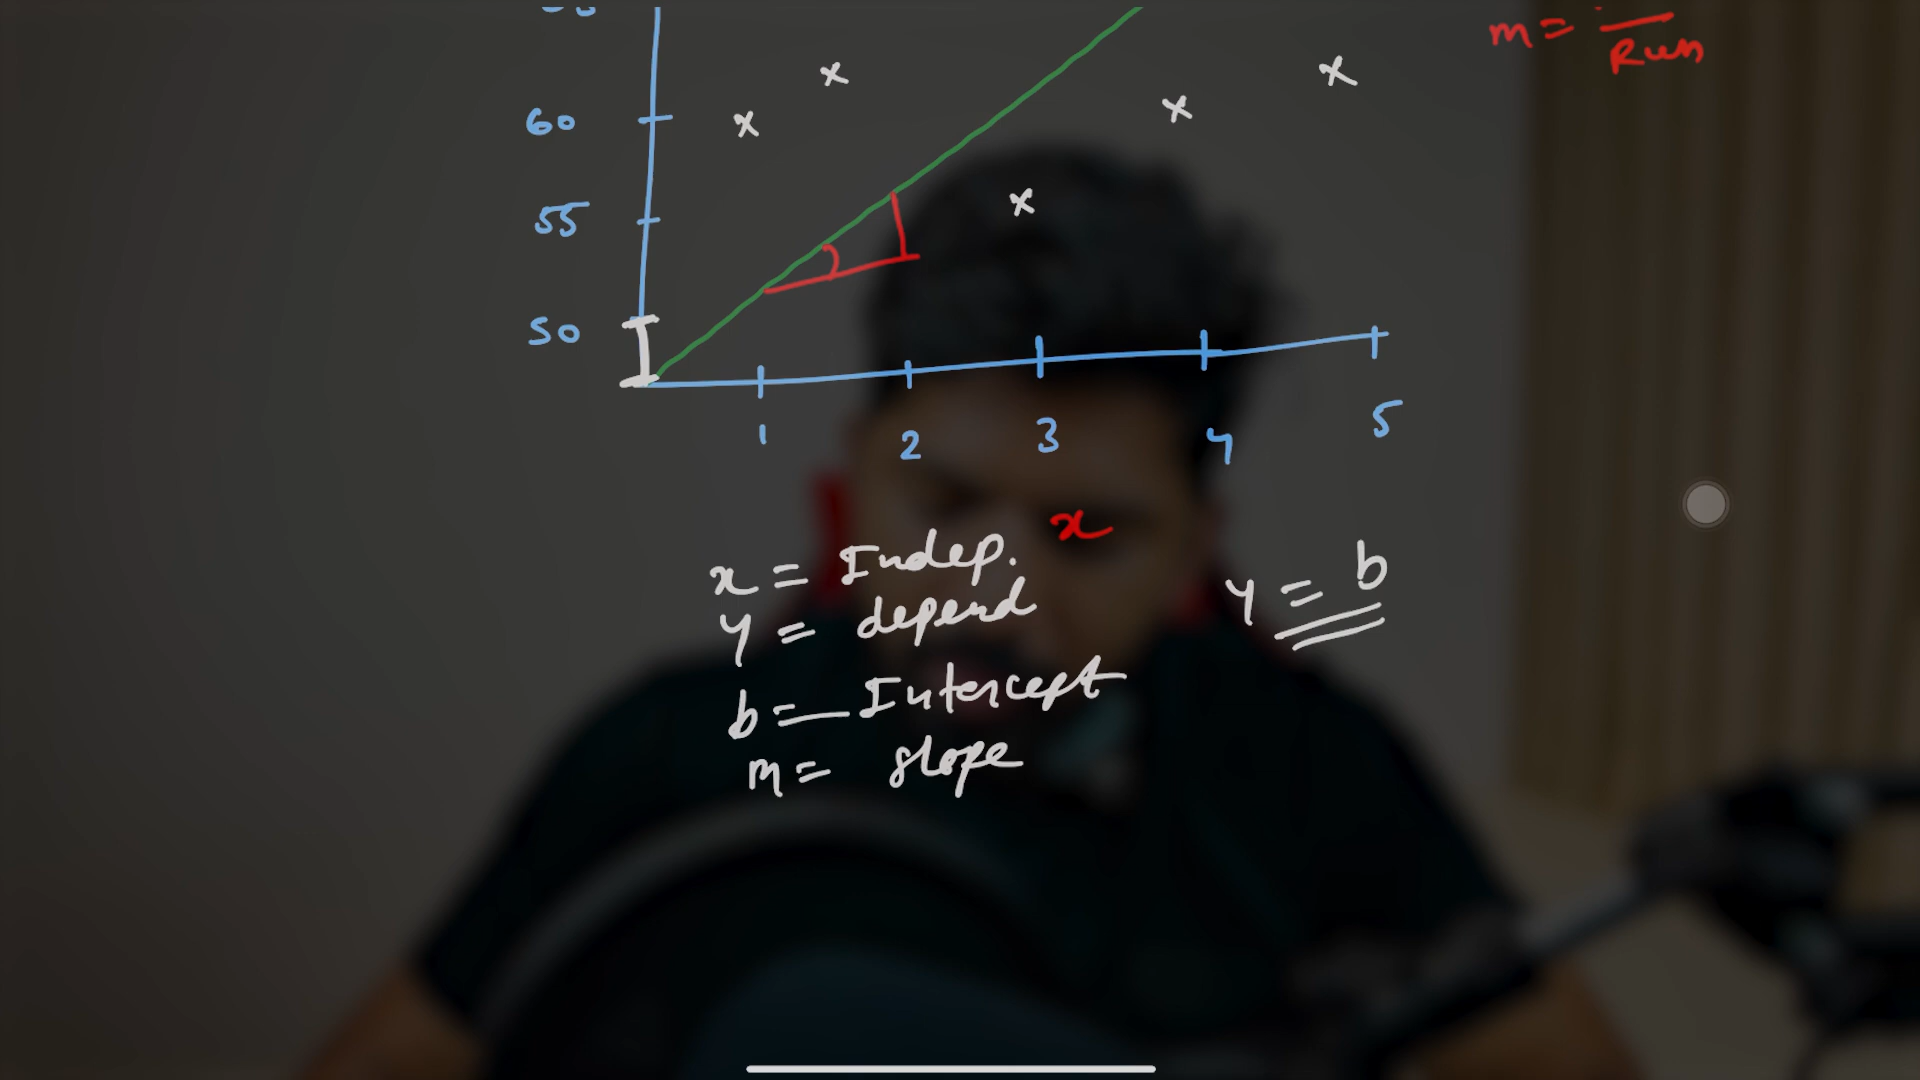 m = Run
60
55
50
1 2 3 4 5
x
x = Indep.
y = depend
y = b
b = Intercept
m = slope